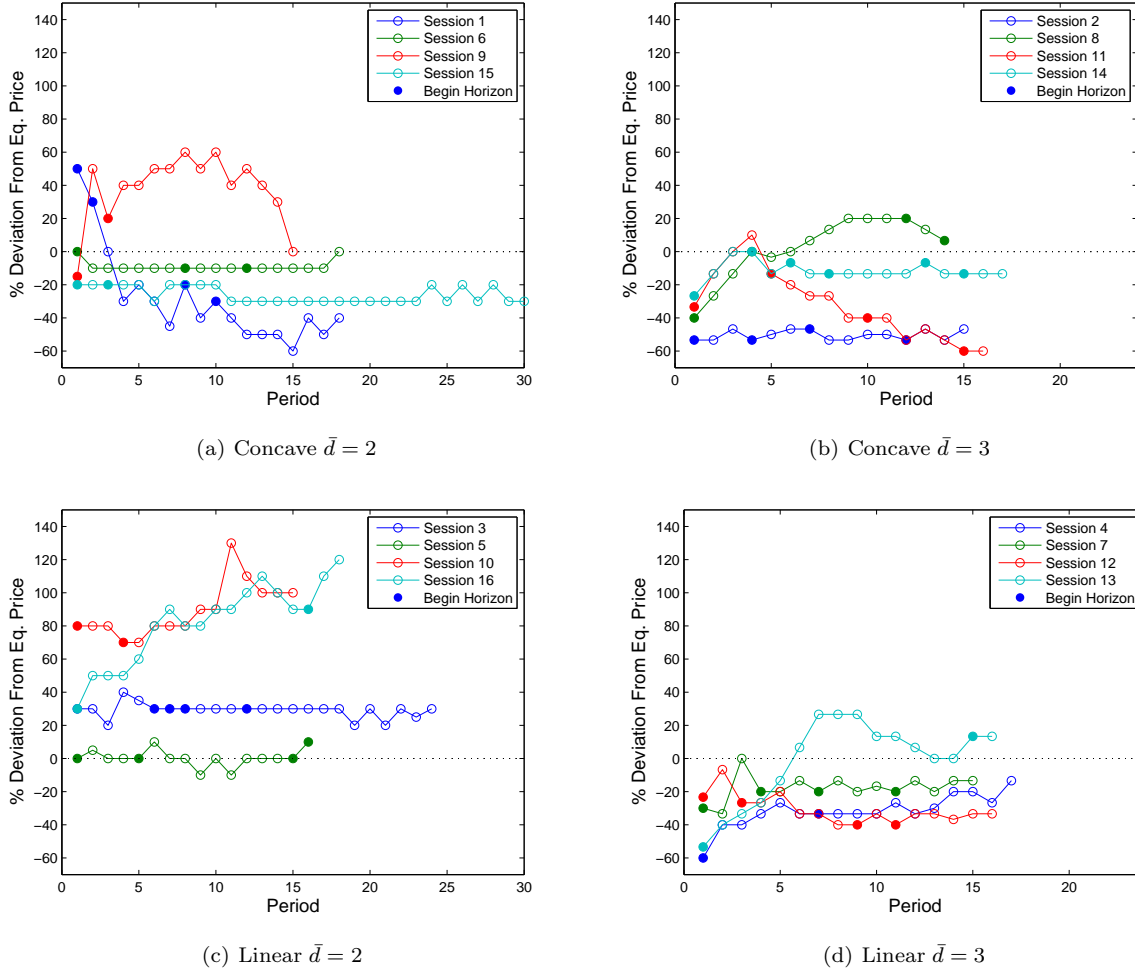 140
120
100
80
60
40
20
0
−20
−40
−60
% Deviation From Eq. Price
0 5 10 15 20 25 30
Period
Session 1
Session 6
Session 9
Session 15
Begin Horizon
(a) Concave d̄ = 2
140
120
100
80
60
40
20
0
−20
−40
−60
% Deviation From Eq. Price
0 5 10 15 20
Period
Session 2
Session 8
Session 11
Session 14
Begin Horizon
(b) Concave d̄ = 3
140
120
100
80
60
40
20
0
−20
−40
−60
% Deviation From Eq. Price
0 5 10 15 20 25 30
Period
Session 3
Session 5
Session 10
Session 16
Begin Horizon
(c) Linear d̄ = 2
140
120
100
80
60
40
20
0
−20
−40
−60
% Deviation From Eq. Price
0 5 10 15 20
Period
Session 4
Session 7
Session 12
Session 13
Begin Horizon
(d) Linear d̄ = 3